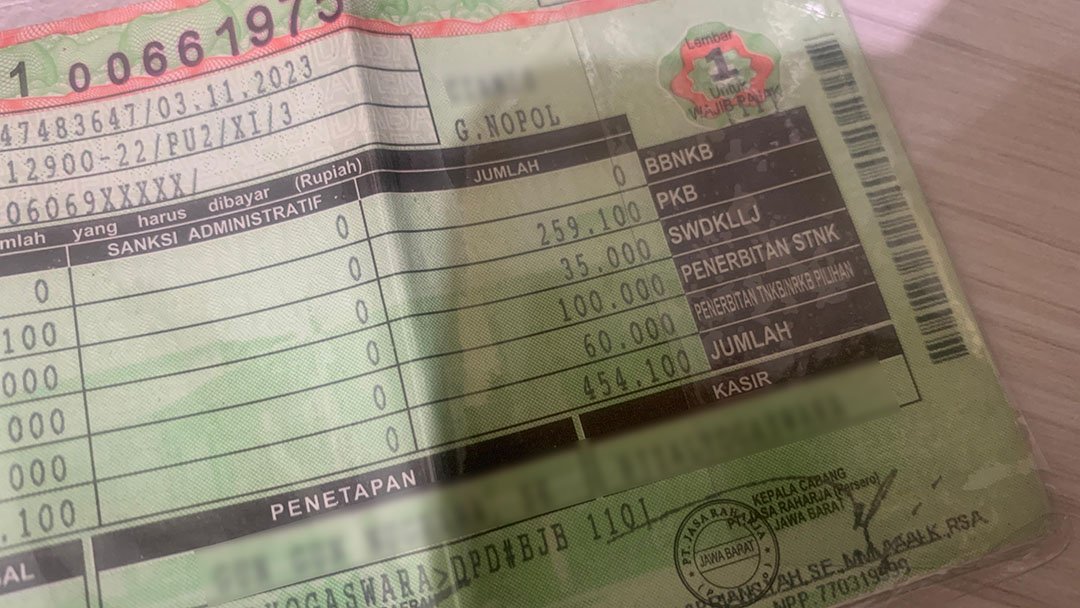 1 00661975
47483647/03.11.2023
12900-22/PU2/XI/3
06069XXXXX/
G.NOPOL
Lembar
1
Untuk
WAJIB PAJAK
mlah yang harus dibayar (Rupiah)
SANKSI ADMINISTRATIF
JUMLAH
0 0 0 BBNKB
100 0 259.100 PKB
000 0 35.000 SWDKLLJ
000 0 100.000 PENERBITAN STNK
000 0 60.000 PENERBITAN TNKB/NRKB PILIHAN
.100 0 454.100 JUMLAH
PENETAPAN
KASIR
AL
OGASWARA>DPD#BJB 1101
KEPALA CABANG
PT. JASA RAHARJA (Persero)
JAWA BARAT
PT. JASA RAHARJA
JAWA BARAT
NPP 770319999